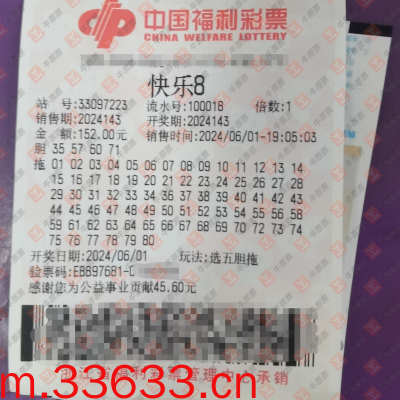 中国福利彩票
CHINA WELFARE LOTTERY
快乐8
站 号:33097223 流水号:100018 倍数:1
销售期:2024143 开奖期:2024143
金 额:152.00元 销售时间:2024/06/01-19:05:03
胆 35 57 60 71
拖 01 02 03 04 05 06 07 08 09 10 11 12 13 14
15 16 17 18 19 20 21 22 23 24 25 26 27 28
29 30 31 32 33 34 36 37 38 39 40 41 42 43
44 45 46 47 48 49 50 51 52 53 54 55 56 58
59 61 62 63 64 65 66 67 68 69 70 72 73 74
75 76 77 78 79 80
开奖日期:2024/06/01 玩法:选五胆拖
验票码:EB897681-0
感谢您为公益事业贡献45.60元
m.33633.cn
承销